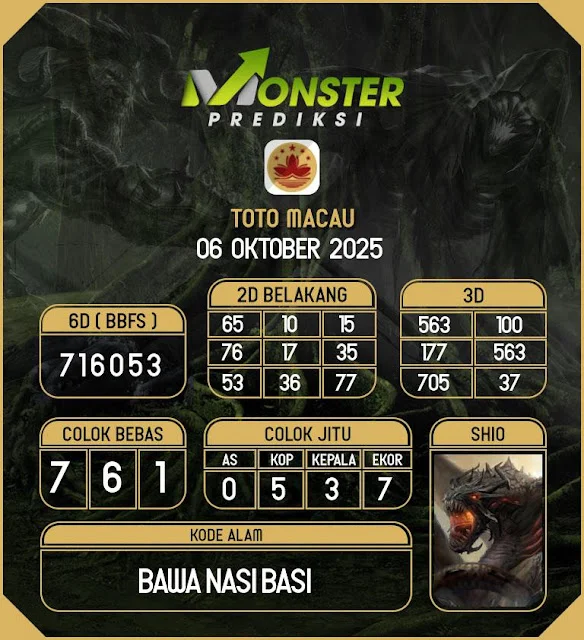 MONSTER
PREDIKSI
TOTO MACAU
06 OKTOBER 2025
6D ( BBFS )
716053
2D BELAKANG
65 10 15
76 17 35
53 36 77
3D
563 100
177 563
705 37
COLOK BEBAS
7 6 1
COLOK JITU
AS KOP KEPALA EKOR
0 5 3 7
SHIO
KODE ALAM
BAWA NASI BASI